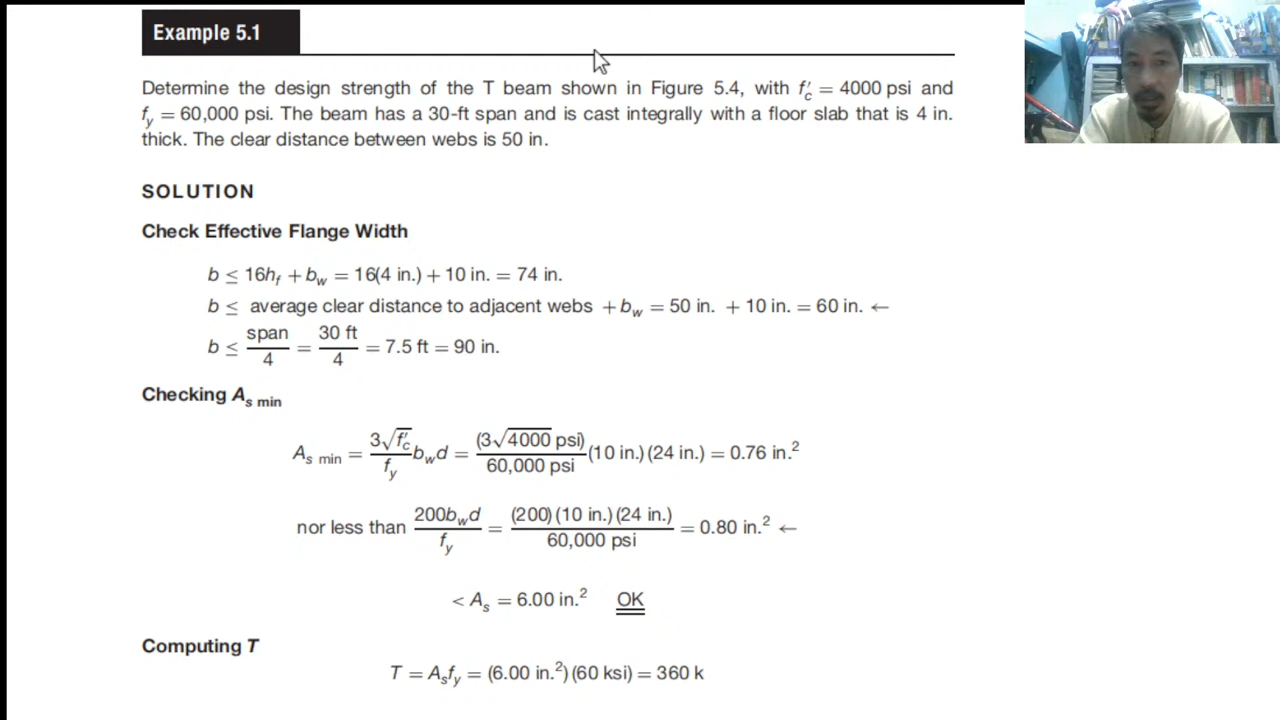 Example 5.1
Determine the design strength of the T beam shown in Figure 5.4, with f′c = 4000 psi and
fy = 60,000 psi. The beam has a 30-ft span and is cast integrally with a floor slab that is 4 in.
thick. The clear distance between webs is 50 in.
SOLUTION
Check Effective Flange Width
b ≤ 16hf + bw = 16(4 in.) + 10 in. = 74 in.
b ≤ average clear distance to adjacent webs + bw = 50 in. + 10 in. = 60 in. ←
b ≤ span/4 = 30 ft/4 = 7.5 ft = 90 in.
Checking As min
As min = 3√f′c/fy bwd = (3√4000 psi)/60,000 psi (10 in.)(24 in.) = 0.76 in.²
nor less than 200bwd/fy = (200)(10 in.)(24 in.)/60,000 psi = 0.80 in.² ←
< As = 6.00 in.² OK
Computing T
T = Asfy = (6.00 in.²)(60 ksi) = 360 k